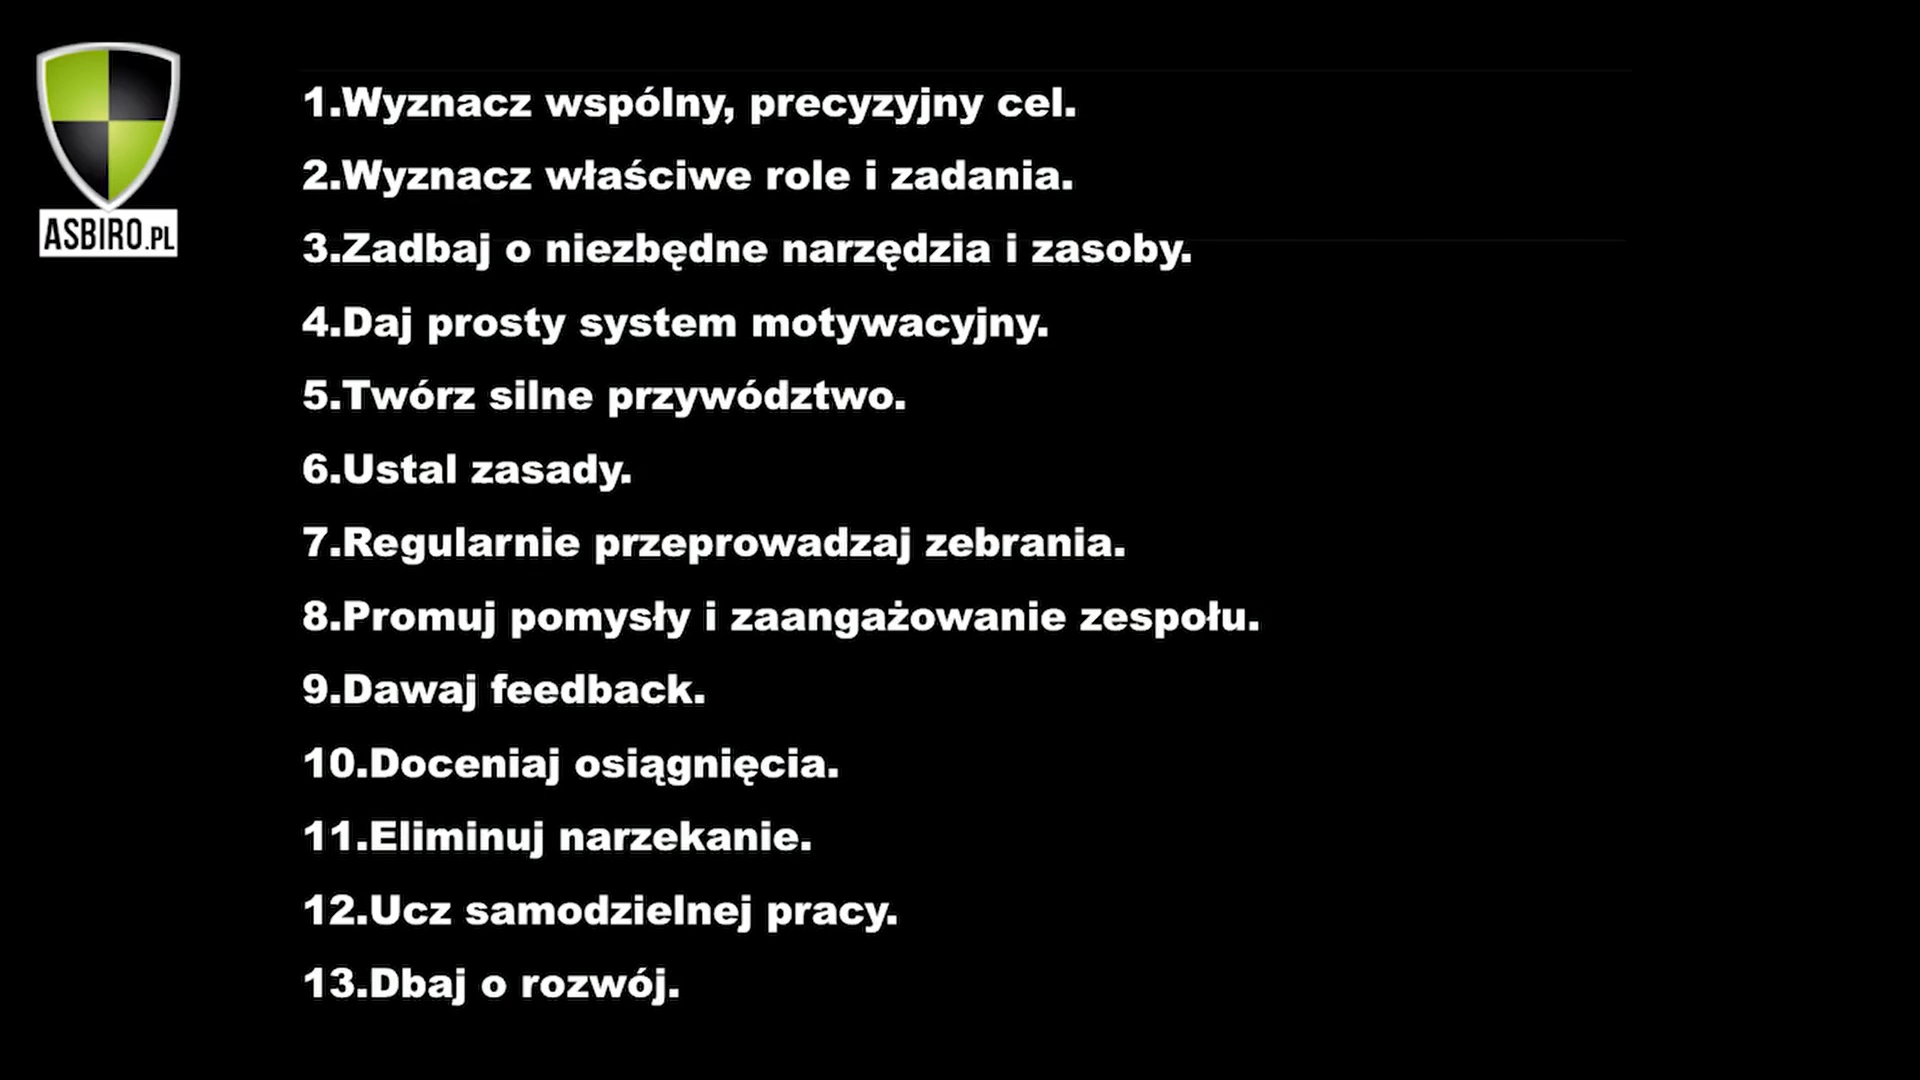 ASBIRO.PL
1.Wyznacz wspólny, precyzyjny cel.
2.Wyznacz właściwe role i zadania.
3.Zadbaj o niezbędne narzędzia i zasoby.
4.Daj prosty system motywacyjny.
5.Twórz silne przywództwo.
6.Ustal zasady.
7.Regularnie przeprowadzaj zebrania.
8.Promuj pomysły i zaangażowanie zespołu.
9.Dawaj feedback.
10.Doceniaj osiągnięcia.
11.Eliminuj narzekanie.
12.Ucz samodzielnej pracy.
13.Dbaj o rozwój.